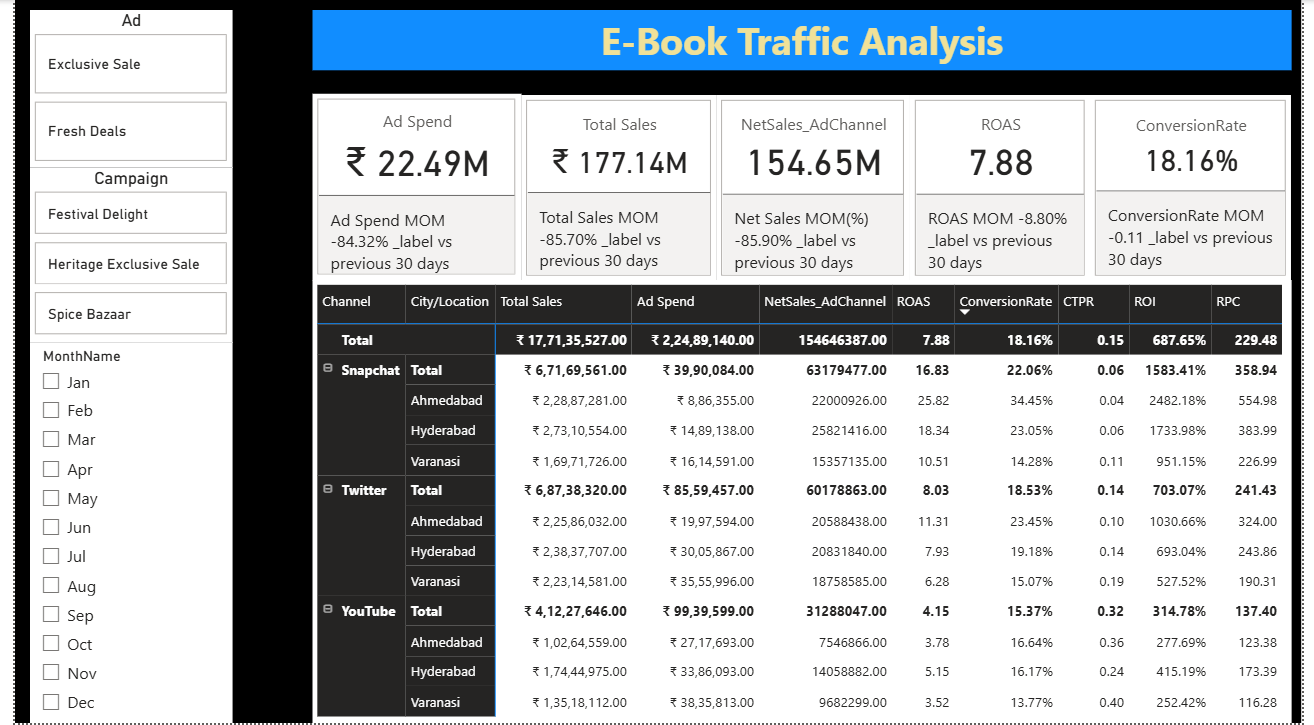 Ad
Exclusive Sale
Fresh Deals
Campaign
Festival Delight
Heritage Exclusive Sale
Spice Bazaar
MonthName
Jan
Feb
Mar
Apr
May
Jun
Jul
Aug
Sep
Oct
Nov
Dec
E-Book Traffic Analysis
Ad Spend
₹ 22.49M
Ad Spend MOM
-84.32% _label vs
previous 30 days
Total Sales
₹ 177.14M
Total Sales MOM
-85.70% _label vs
previous 30 days
NetSales_AdChannel
154.65M
Net Sales MOM(%)
-85.90% _label vs
previous 30 days
ROAS
7.88
ROAS MOM -8.80%
_label vs previous
30 days
ConversionRate
18.16%
ConversionRate MOM
-0.11 _label vs previous
30 days
Channel City/Location Total Sales Ad Spend NetSales_AdChannel ROAS ConversionRate CTPR ROI RPC
Total ₹ 17,71,35,527.00 ₹ 2,24,89,140.00 154646387.00 7.88 18.16% 0.15 687.65% 229.48
Snapchat Total ₹ 6,71,69,561.00 ₹ 39,90,084.00 63179477.00 16.83 22.06% 0.06 1583.41% 358.94
Ahmedabad ₹ 2,28,87,281.00 ₹ 8,86,355.00 22000926.00 25.82 34.45% 0.04 2482.18% 554.98
Hyderabad ₹ 2,73,10,554.00 ₹ 14,89,138.00 25821416.00 18.34 23.05% 0.06 1733.98% 383.99
Varanasi ₹ 1,69,71,726.00 ₹ 16,14,591.00 15357135.00 10.51 14.28% 0.11 951.15% 226.99
Twitter Total ₹ 6,87,38,320.00 ₹ 85,59,457.00 60178863.00 8.03 18.53% 0.14 703.07% 241.43
Ahmedabad ₹ 2,25,86,032.00 ₹ 19,97,594.00 20588438.00 11.31 23.45% 0.10 1030.66% 324.00
Hyderabad ₹ 2,38,37,707.00 ₹ 30,05,867.00 20831840.00 7.93 19.18% 0.14 693.04% 243.86
Varanasi ₹ 2,23,14,581.00 ₹ 35,55,996.00 18758585.00 6.28 15.07% 0.19 527.52% 190.31
YouTube Total ₹ 4,12,27,646.00 ₹ 99,39,599.00 31288047.00 4.15 15.37% 0.32 314.78% 137.40
Ahmedabad ₹ 1,02,64,559.00 ₹ 27,17,693.00 7546866.00 3.78 16.64% 0.36 277.69% 123.38
Hyderabad ₹ 1,74,44,975.00 ₹ 33,86,093.00 14058882.00 5.15 16.17% 0.24 415.19% 173.39
Varanasi ₹ 1,35,18,112.00 ₹ 38,35,813.00 9682299.00 3.52 13.77% 0.40 252.42% 116.28